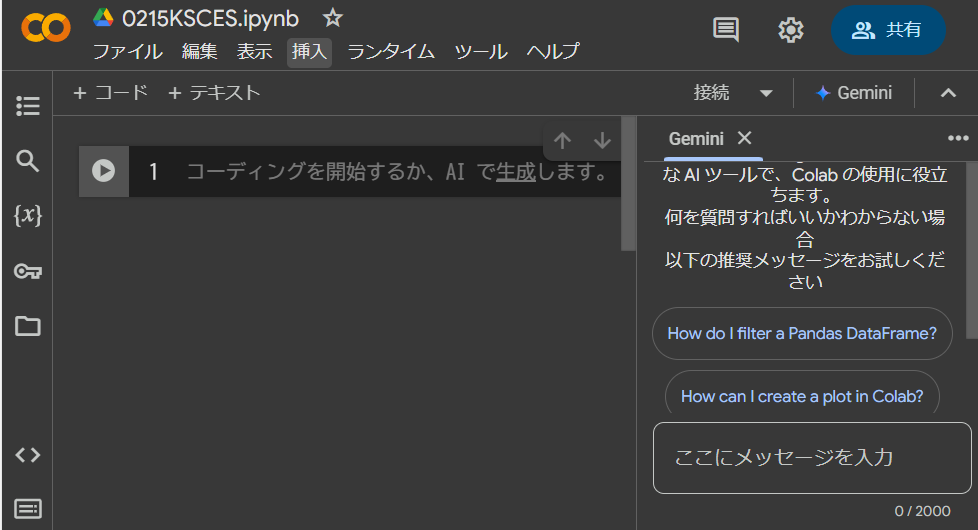 0215KSCES.ipynb
ファイル 編集 表示 挿入 ランタイム ツール ヘルプ
共有
+ コード + テキスト
接続
Gemini
1 コーディングを開始するか、AI で生成します。
{x}
Gemini
な AI ツールで、Colab の使用に役立
ちます。
何を質問すればいいかわからない場
合
以下の推奨メッセージをお試しくだ
さい
How do I filter a Pandas DataFrame?
How can I create a plot in Colab?
ここにメッセージを入力
0 / 2000